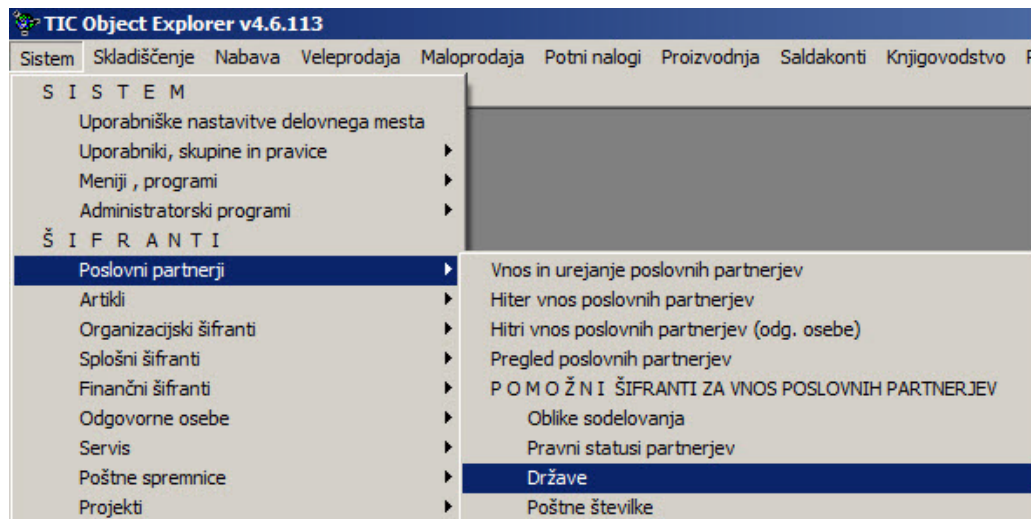 TIC Object Explorer v4.6.113
Sistem Skladiščenje Nabava Veleprodaja Maloprodaja Potni nalogi Proizvodnja Saldakonti Knjigovodstvo
S I S T E M
Uporabniške nastavitve delovnega mesta
Uporabniki, skupine in pravice
Meniji , programi
Administratorski programi
Š I F R A N T I
Poslovni partnerji
Artikli
Organizacijski šifranti
Splošni šifranti
Finančni šifranti
Odgovorne osebe
Servis
Poštne spremnice
Projekti
Vnos in urejanje poslovnih partnerjev
Hiter vnos poslovnih partnerjev
Hitri vnos poslovnih partnerjev (odg. osebe)
Pregled poslovnih partnerjev
P O M O Ž N I  ŠIFRANTI ZA VNOS POSLOVNIH PARTNERJEV
Oblike sodelovanja
Pravni statusi partnerjev
Države
Poštne številke